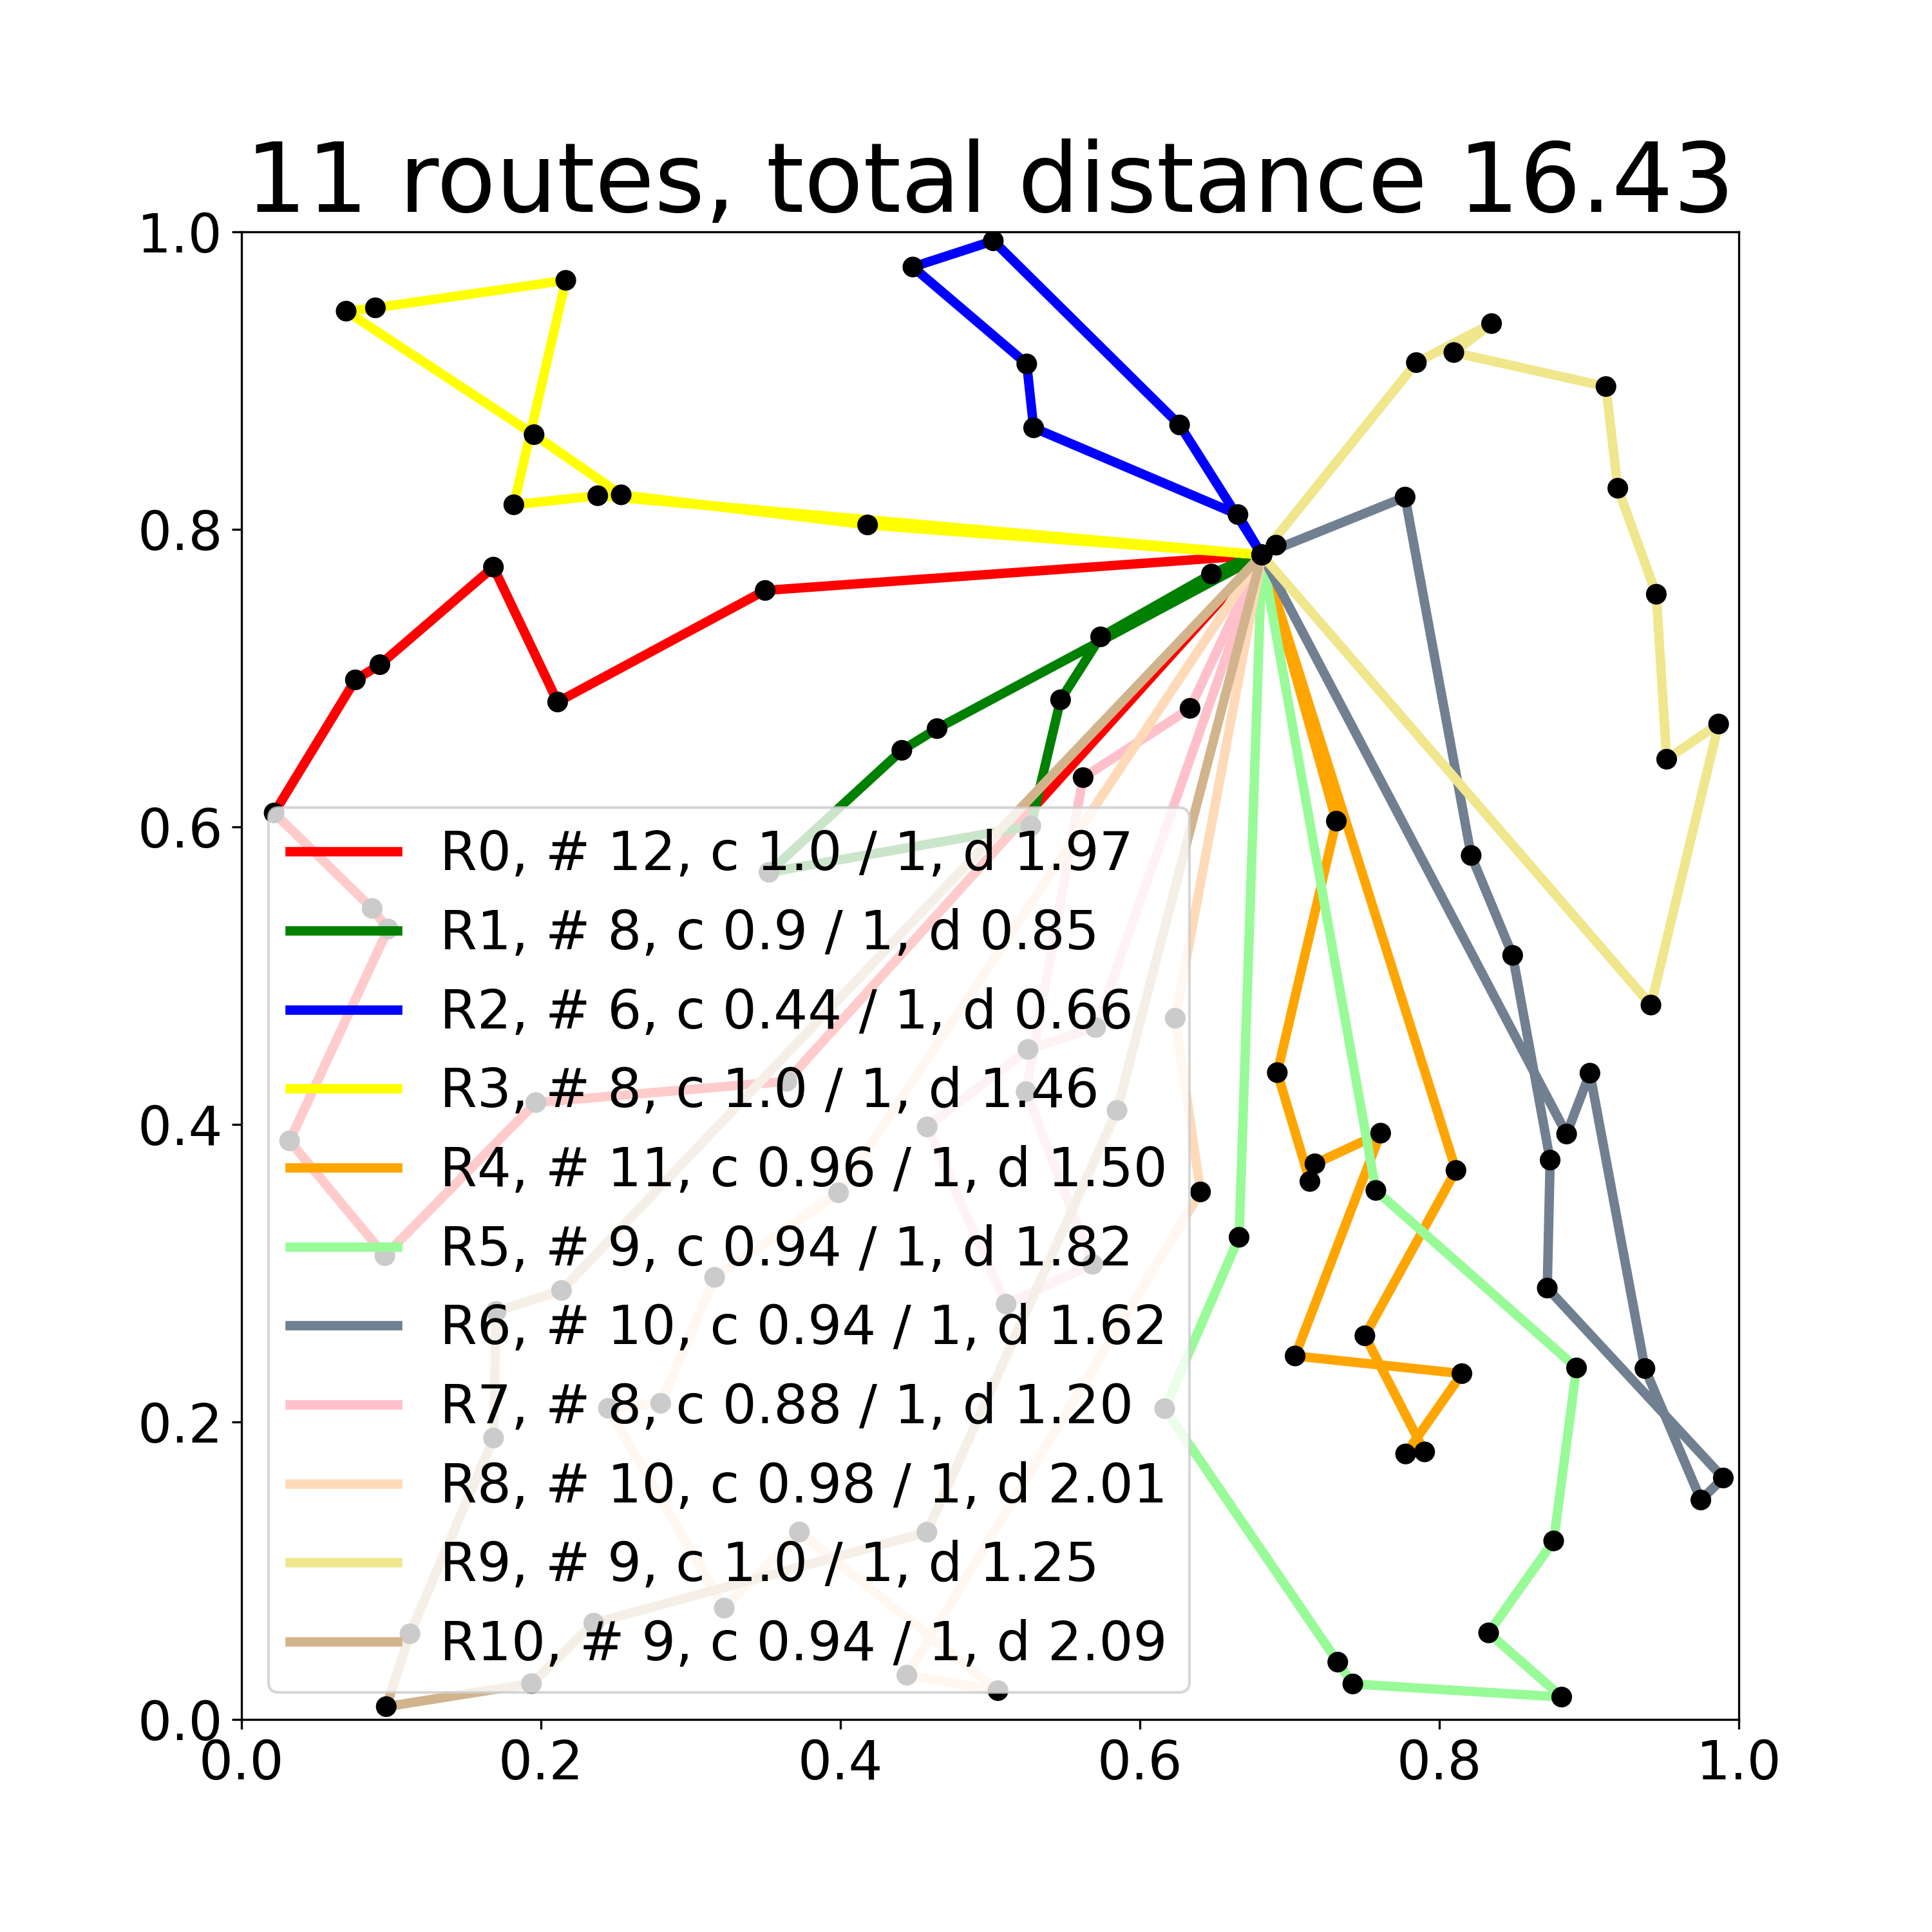 11 routes, total distance 16.43
1.0
0.8
0.6
0.4
0.2
0.0
R0, # 12, c 1.0 / 1, d 1.97
R1, # 8, c 0.9 / 1, d 0.85
R2, # 6, c 0.44 / 1, d 0.66
R3, # 8, c 1.0 / 1, d 1.46
R4, # 11, c 0.96 / 1, d 1.50
R5, # 9, c 0.94 / 1, d 1.82
R6, # 10, c 0.94 / 1, d 1.62
R7, # 8, c 0.88 / 1, d 1.20
R8, # 10, c 0.98 / 1, d 2.01
R9, # 9, c 1.0 / 1, d 1.25
R10, # 9, c 0.94 / 1, d 2.09
0.0 0.2 0.4 0.6 0.8 1.0